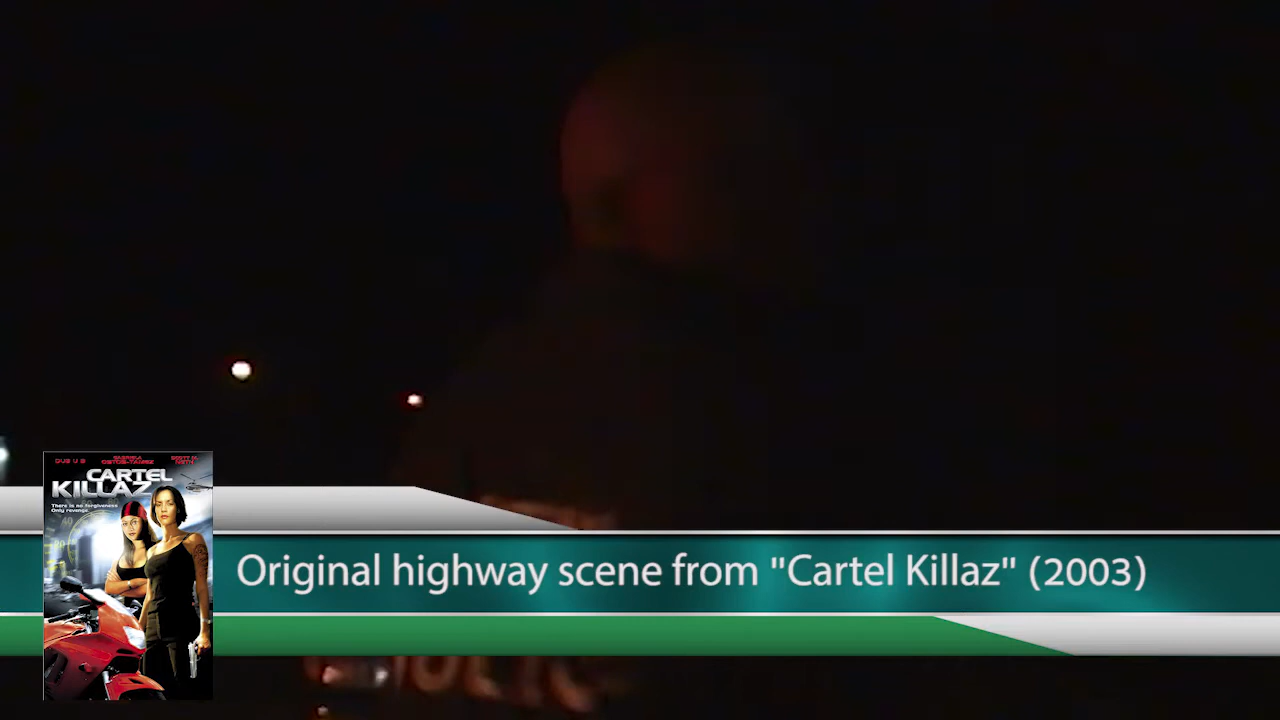 CARTEL
KILLAZ
There is no forgiveness
Only revenge
Original highway scene from "Cartel Killaz" (2003)